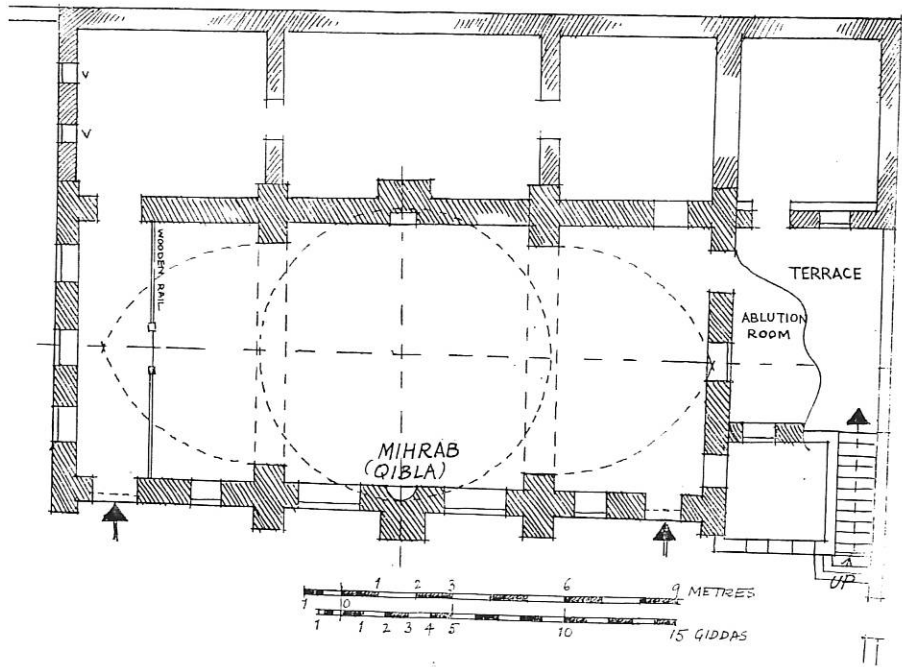 V
V
WOODEN RAIL
TERRACE
ABLUTION
ROOM
MIHRAB
(QIBLA)
UP
1 0 1 2 3 6 9 METRES
1 1 2 3 4 5 10 15 GIDDAS